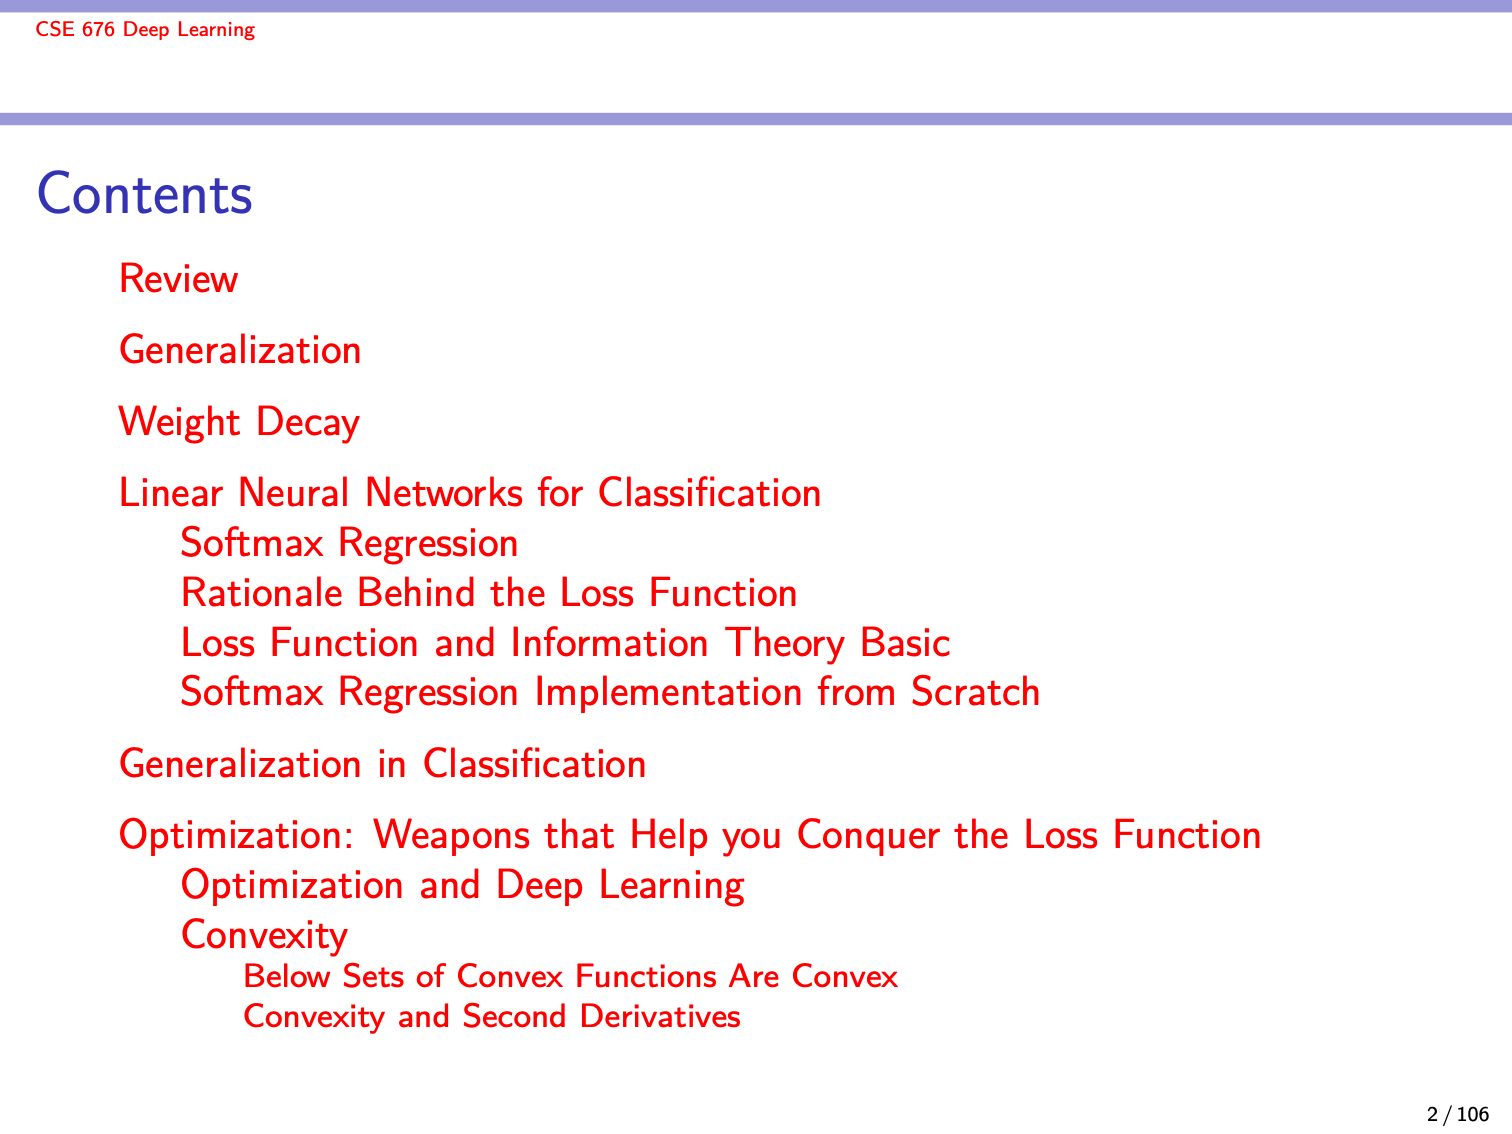 CSE 676 Deep Learning
Contents
Review
Generalization
Weight Decay
Linear Neural Networks for Classification
Softmax Regression
Rationale Behind the Loss Function
Loss Function and Information Theory Basic
Softmax Regression Implementation from Scratch
Generalization in Classification
Optimization: Weapons that Help you Conquer the Loss Function
Optimization and Deep Learning
Convexity
Below Sets of Convex Functions Are Convex
Convexity and Second Derivatives
2 / 106